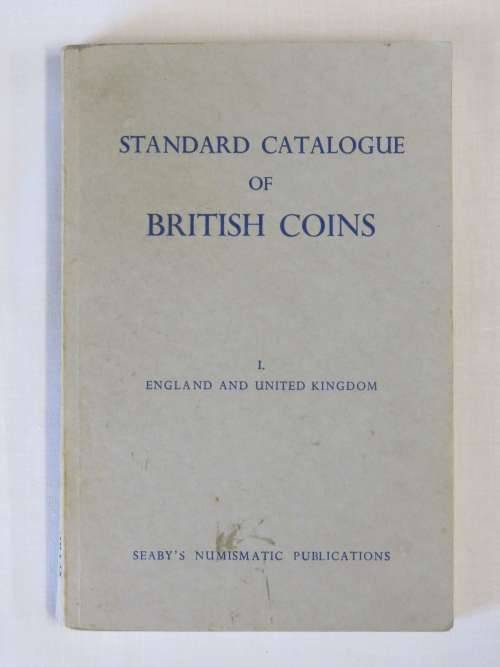 STANDARD CATALOGUE
OF
BRITISH COINS
I.
ENGLAND AND UNITED KINGDOM
SEABY'S NUMISMATIC PUBLICATIONS